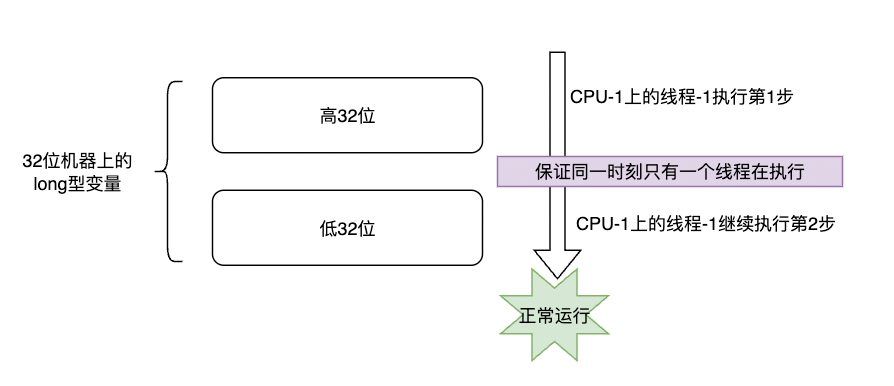 32位机器上的
long型变量
高32位
低32位
CPU-1上的线程-1执行第1步
保证同一时刻只有一个线程在执行
CPU-1上的线程-1继续执行第2步
正常运行